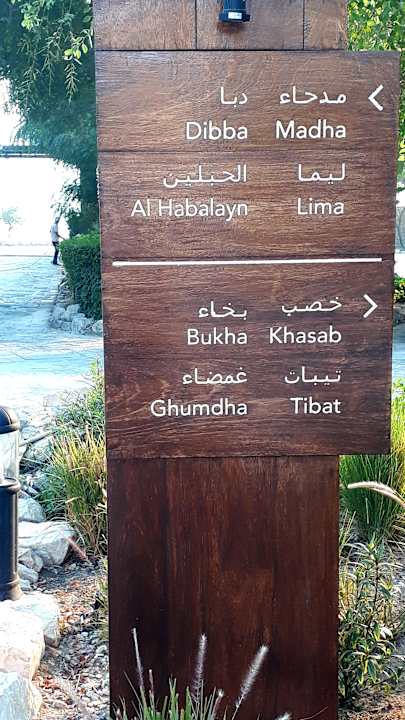 مدحاء دبا
Dibba Madha
ليما الحبلين
Al Habalayn Lima
خصب بخاء
Bukha Khasab
تيبات غمضاء
Ghumdha Tibat